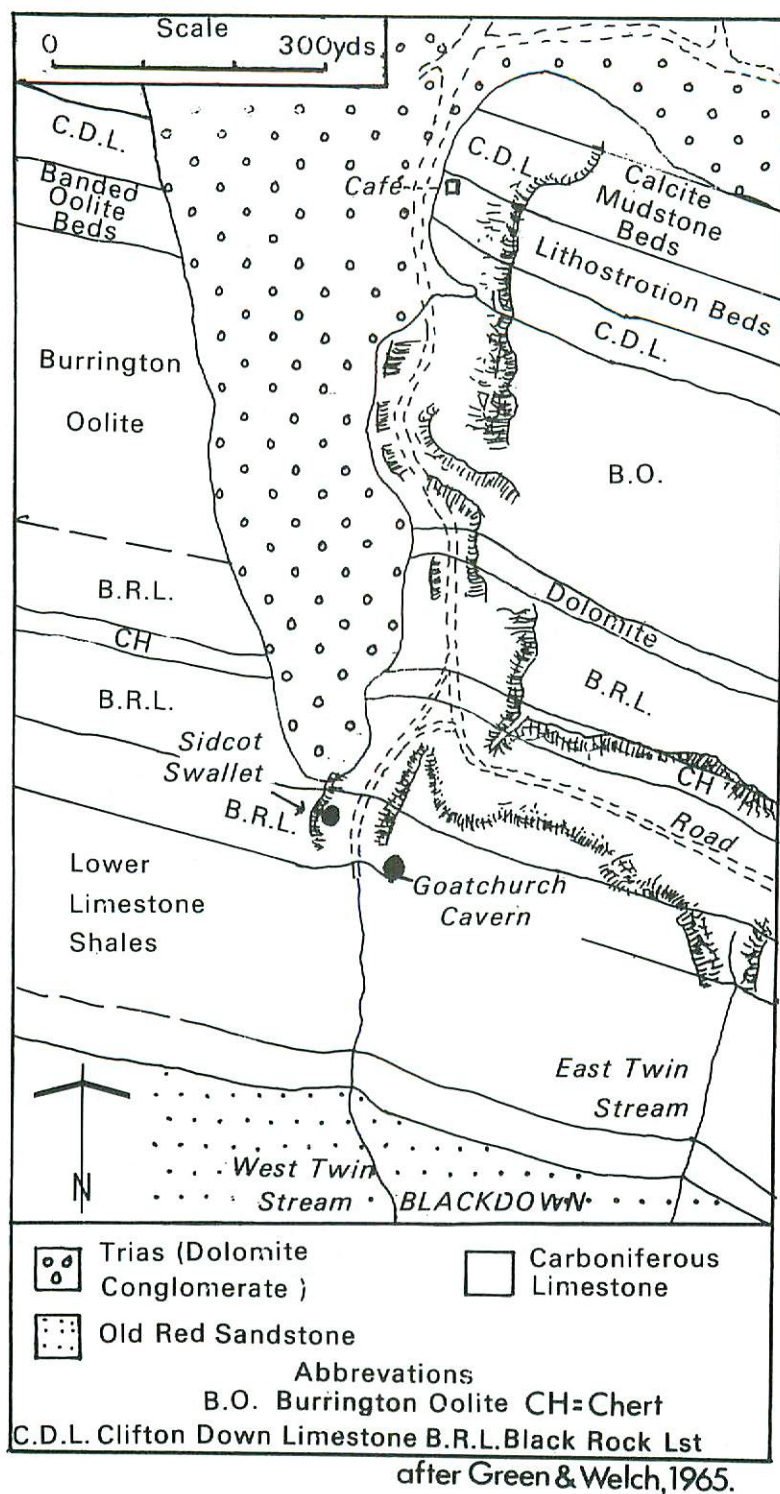 Scale
0 300yds.
C.D.L.
Banded
Oolite
Beds
Burrington
Oolite
B.R.L.
CH
B.R.L.
Sidcot
Swallet
B.R.L.
Lower
Limestone
Shales
Café
C.D.L.
Calcite
Mudstone
Beds
Lithostrotion Beds
C.D.L.
B.O.
Dolomite
B.R.L.
CH
Road
Goatchurch
Cavern
East Twin
Stream
West Twin
Stream
BLACKDOWN
N
Trias (Dolomite
Conglomerate )
Carboniferous
Limestone
Old Red Sandstone
Abbrevations
B.O. Burrington Oolite CH=Chert
C.D.L. Clifton Down Limestone B.R.L. Black Rock Lst
after Green & Welch, 1965.